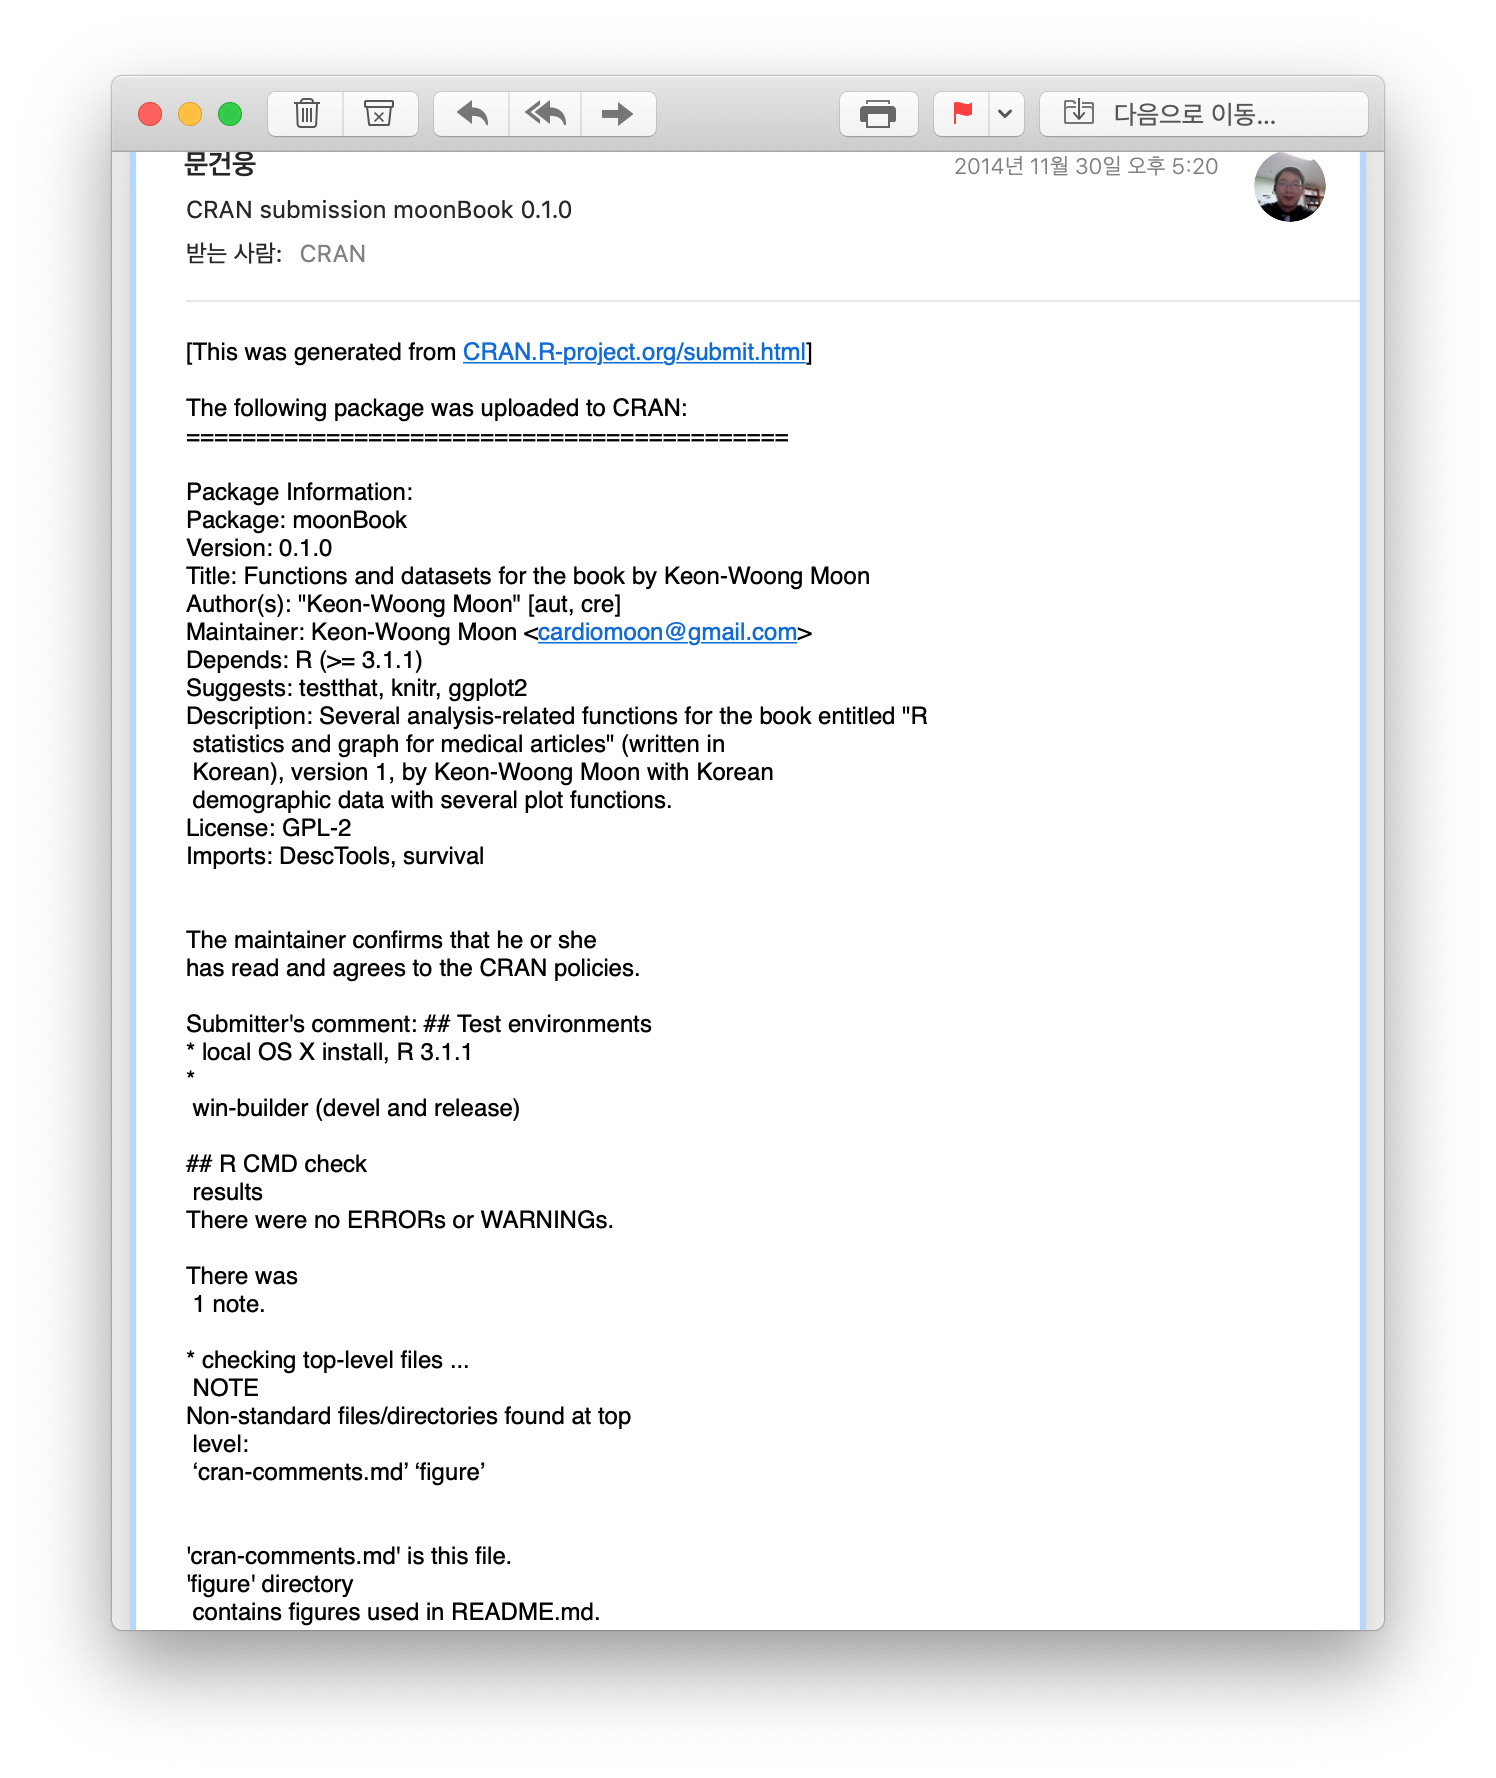 다음으로 이동...
문건웅
2014년 11월 30일 오후 5:20
CRAN submission moonBook 0.1.0
받는 사람: CRAN
[This was generated from CRAN.R-project.org/submit.html]
The following package was uploaded to CRAN:
===========================================
Package Information:
Package: moonBook
Version: 0.1.0
Title: Functions and datasets for the book by Keon-Woong Moon
Author(s): "Keon-Woong Moon" [aut, cre]
Maintainer: Keon-Woong Moon <cardiomoon@gmail.com>
Depends: R (>= 3.1.1)
Suggests: testthat, knitr, ggplot2
Description: Several analysis-related functions for the book entitled "R
statistics and graph for medical articles" (written in
Korean), version 1, by Keon-Woong Moon with Korean
demographic data with several plot functions.
License: GPL-2
Imports: DescTools, survival
The maintainer confirms that he or she
has read and agrees to the CRAN policies.
Submitter's comment: ## Test environments
* local OS X install, R 3.1.1
*
win-builder (devel and release)
## R CMD check
results
There were no ERRORs or WARNINGs.
There was
1 note.
* checking top-level files ...
NOTE
Non-standard files/directories found at top
level:
‘cran-comments.md’ ‘figure’
'cran-comments.md' is this file.
'figure' directory
contains figures used in README.md.